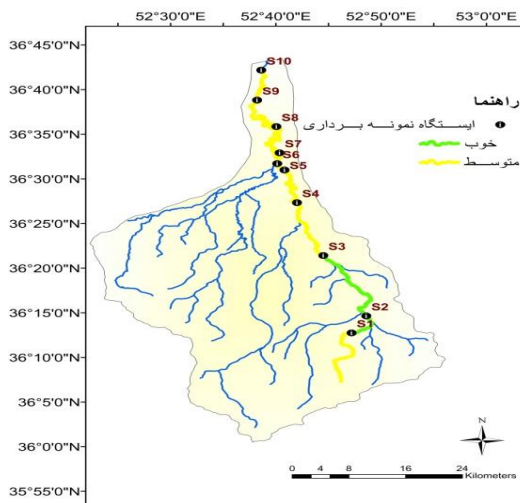 52°30'0"E 52°40'0"E 52°50'0"E 53°0'0"E
36°45'0"N
36°40'0"N
36°35'0"N
36°30'0"N
36°25'0"N
36°20'0"N
36°15'0"N
36°10'0"N
36°5'0"N
36°0'0"N
35°55'0"N
S10
S9
S8
S7
S6
S5
S4
S3
S2
S1
راهنما
ایستگاه نمونه برداری
خوب
متوسط
N
0 4 8 16 24
Kilometers